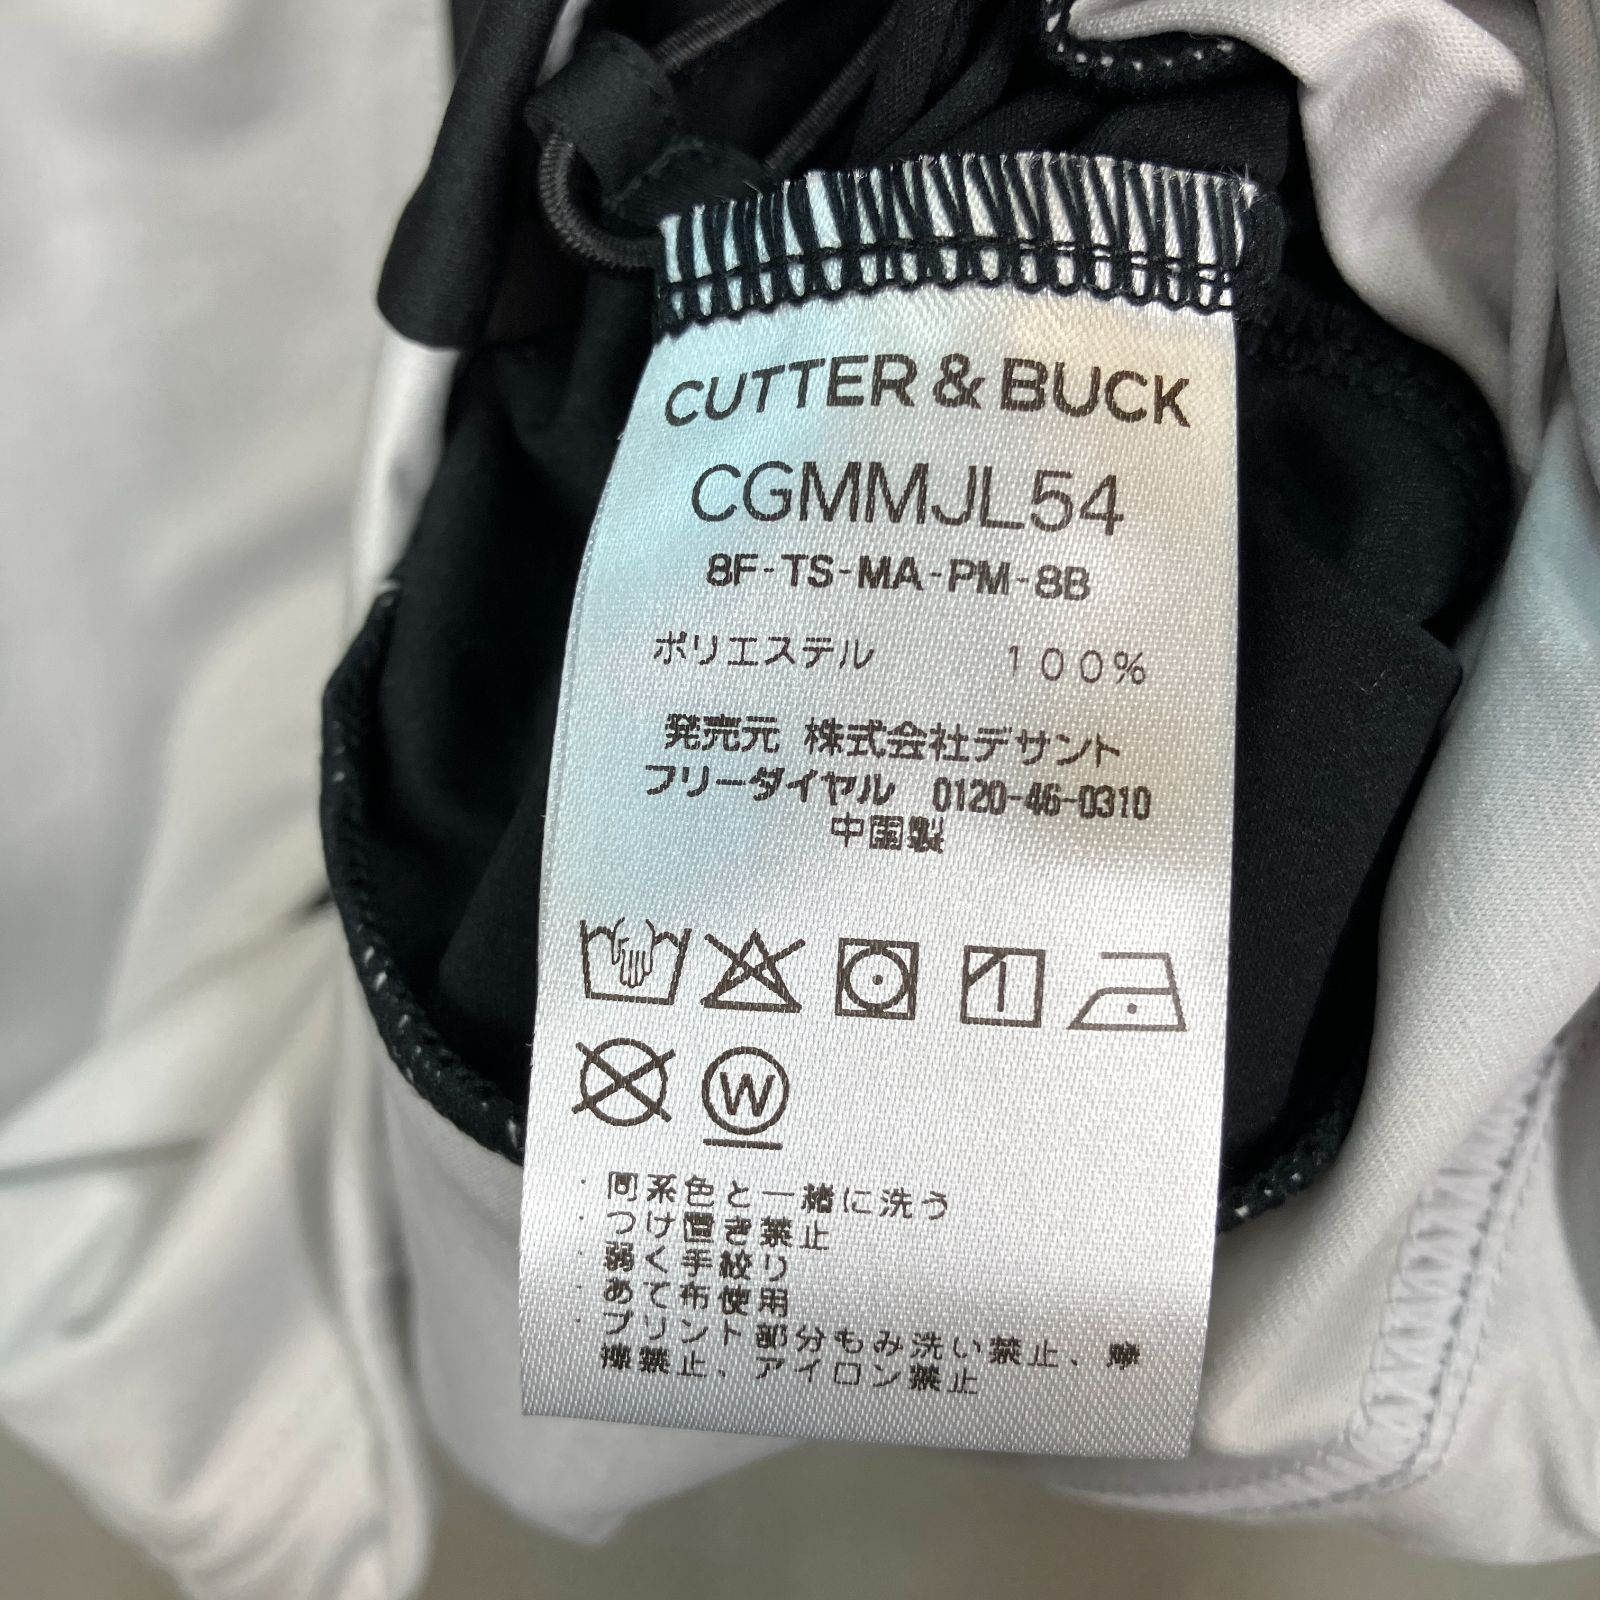 CUTTER & BUCK
CGMMJL54
8F-TS-MA-PM-8B
ポリエステル １００％
発売元 株式会社デサント
フリーダイヤル 0120-46-0310
中国製
W
・同系色と一緒に洗う
・つけ置き禁止
・弱く手絞り
・あて布使用
・プリント部分もみ洗い禁止、摩
擦禁止、アイロン禁止